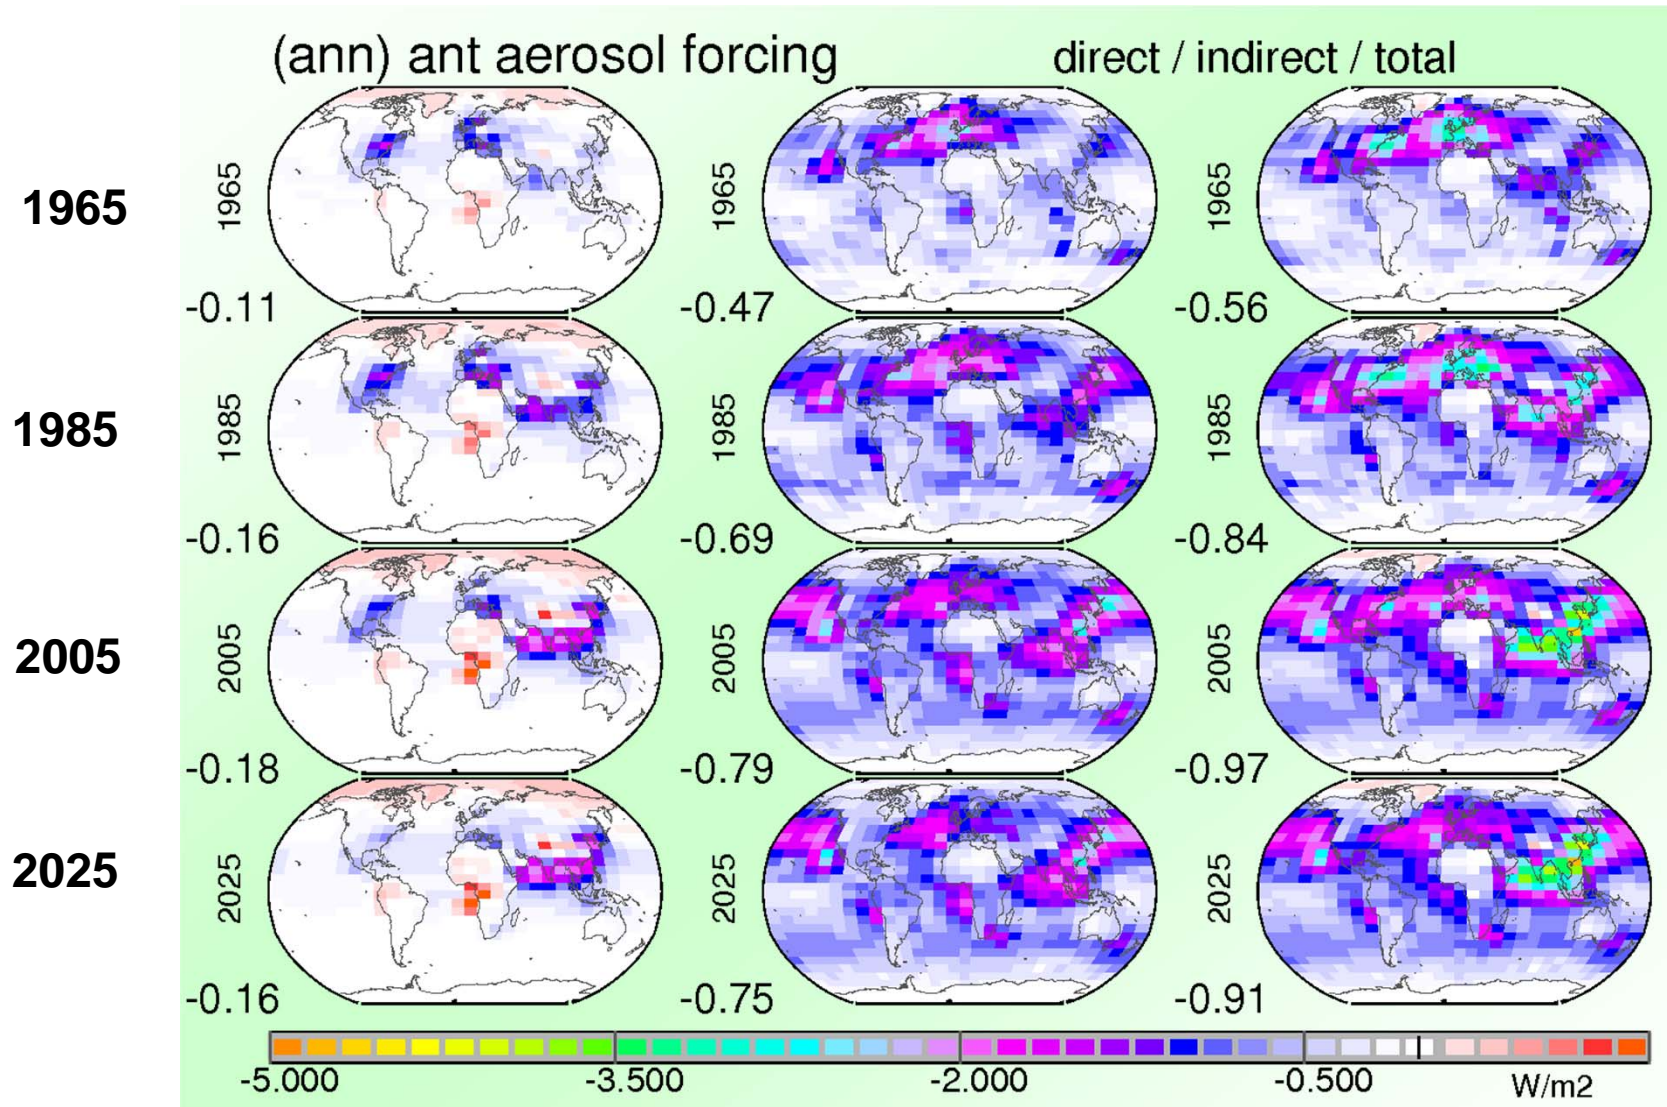 (ann) ant aerosol forcing direct / indirect / total
1965 1965 1965 1965
-0.11 -0.47 -0.56
1985 1985 1985 1985
-0.16 -0.69 -0.84
2005 2005 2005 2005
-0.18 -0.79 -0.97
2025 2025 2025 2025
-0.16 -0.75 -0.91
-5.000 -3.500 -2.000 -0.500 W/m2